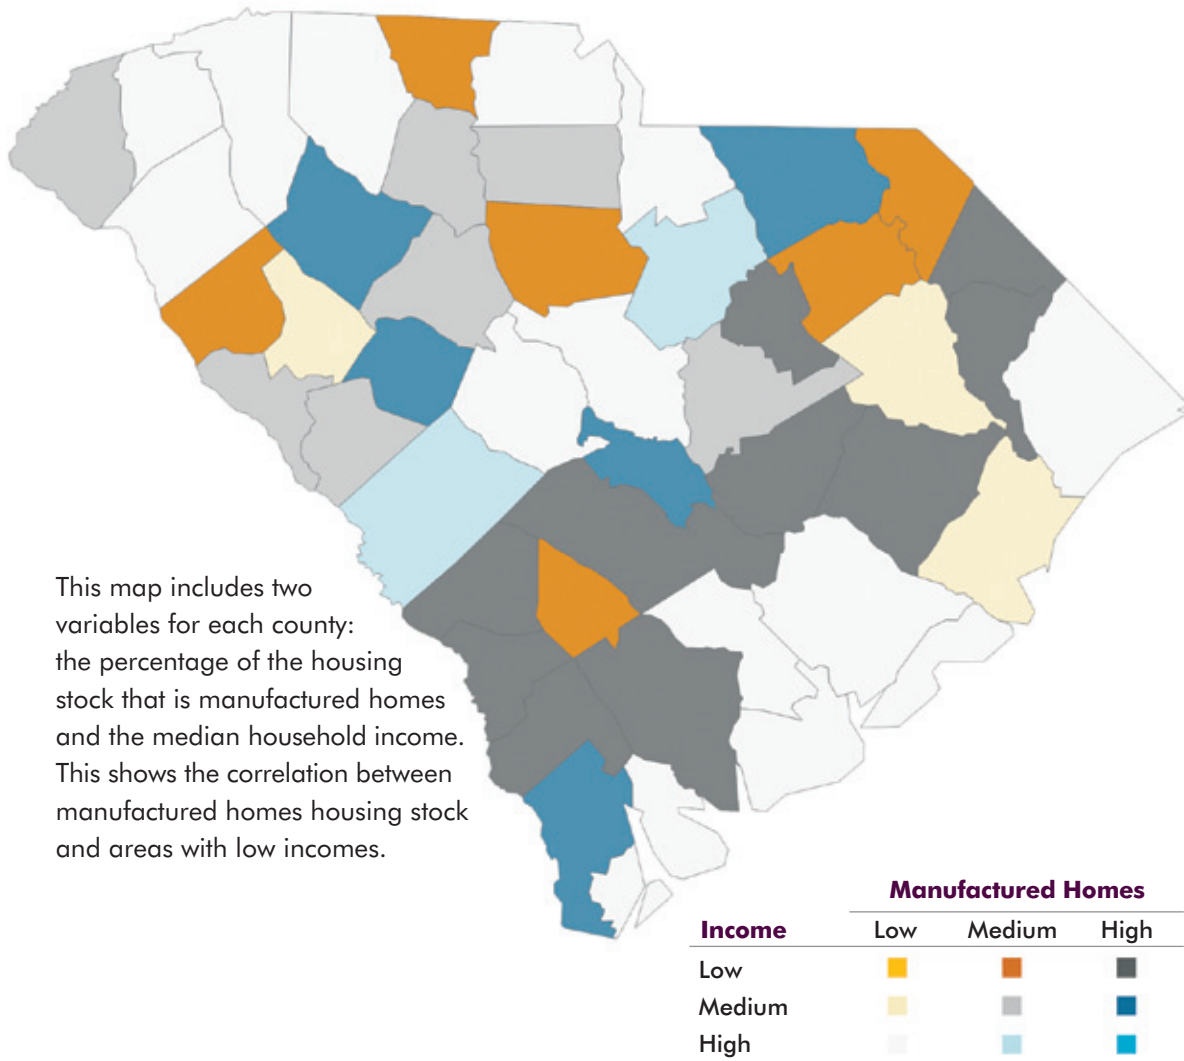 This map includes two
variables for each county:
the percentage of the housing
stock that is manufactured homes
and the median household income.
This shows the correlation between
manufactured homes housing stock
and areas with low incomes.
Manufactured Homes
Income Low Medium High
Low
Medium
High